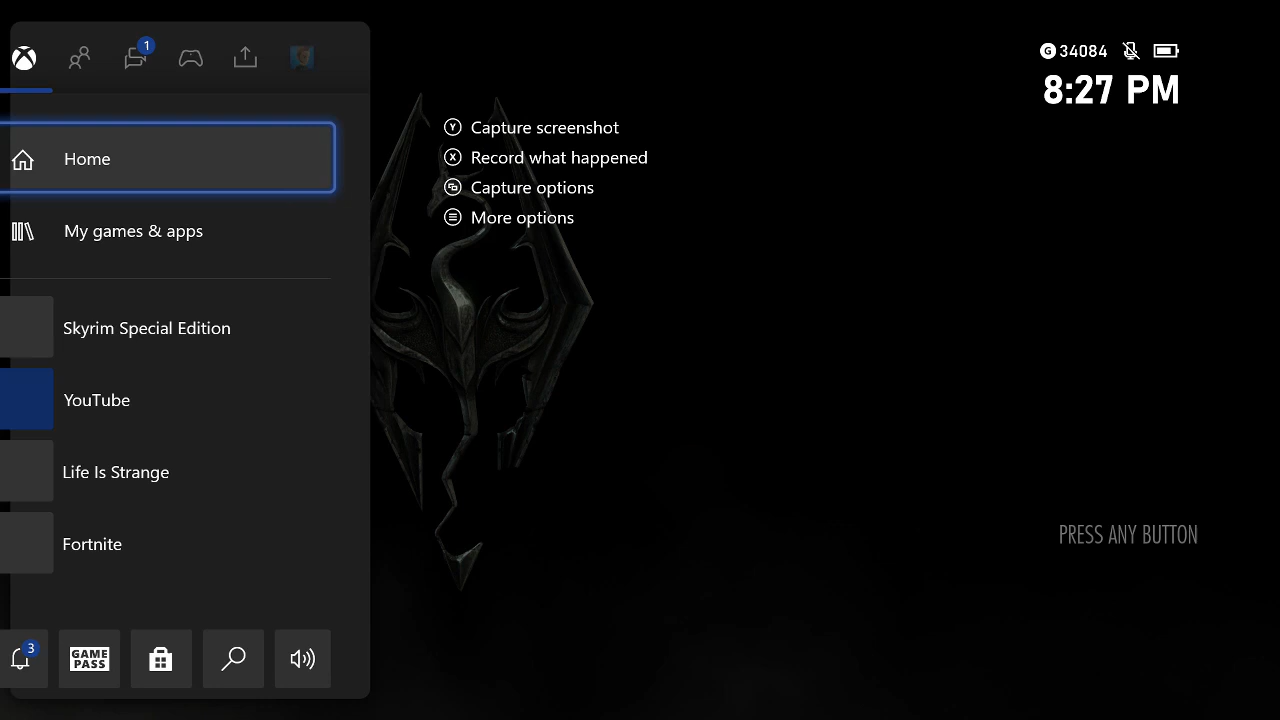 1
G 34084
8:27 PM
Y Capture screenshot
X Record what happened
Capture options
More options
Home
My games & apps
Skyrim Special Edition
YouTube
Life Is Strange
Fortnite
PRESS ANY BUTTON
3
GAME
PASS